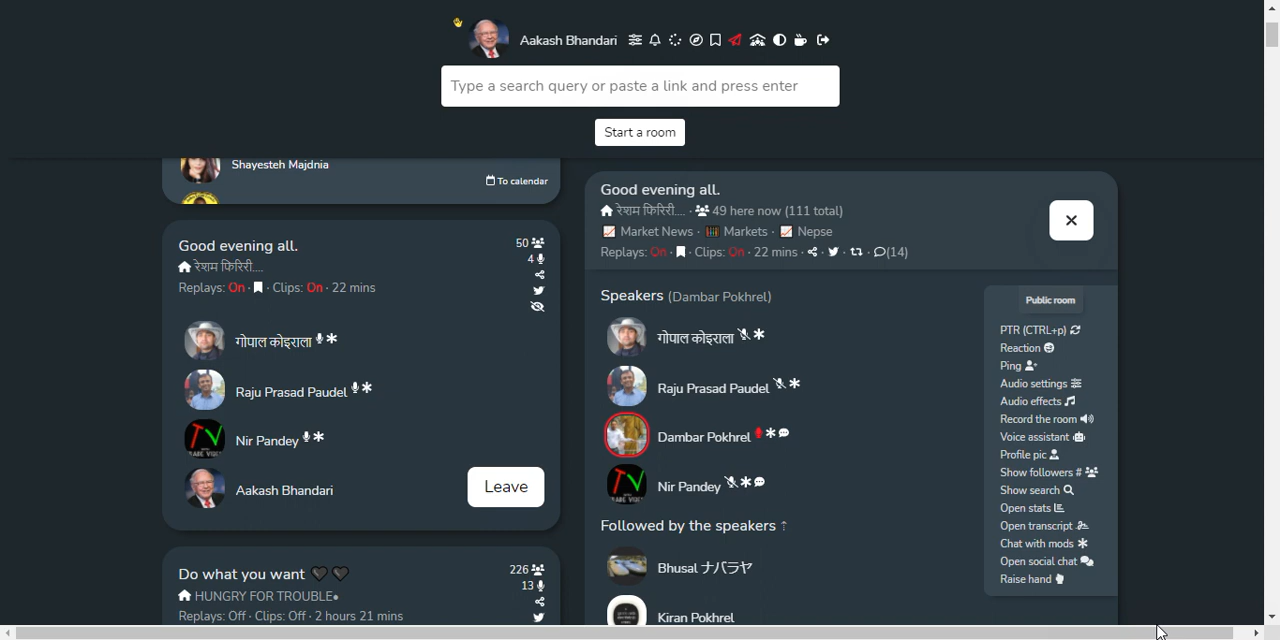 Aakash Bhandari
Type a search query or paste a link and press enter
Start a room
Shayesteh Majdnia
To calendar
Good evening all.
50
रेशम फिरिरी....
4
Replays: On · Clips: On · 22 mins
गोपाल कोइराला
Raju Prasad Paudel
Nir Pandey
Aakash Bhandari
Leave
Do what you want 🖤 🖤
226
13
HUNGRY FOR TROUBLE•
Replays: Off · Clips: Off · 2 hours 21 mins
Good evening all.
रेशम फिरिरी.... · 49 here now (111 total)
Market News · Markets · Nepse
Replays: On · Clips: On · 22 mins · (14)
Speakers (Dambar Pokhrel)
गोपाल कोइराला
Raju Prasad Paudel
Dambar Pokhrel
Nir Pandey
TV
Followed by the speakers ↑
Bhusal ナバラヤ
Kiran Pokhrel
Public room
PTR (CTRL+p)
Reaction
Ping
Audio settings
Audio effects
Record the room
Voice assistant
Profile pic
Show followers #
Show search
Open stats
Open transcript
Chat with mods
Open social chat
Raise hand